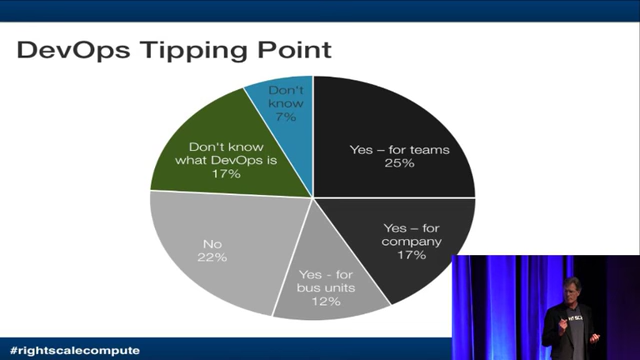 DevOps Tipping Point
Don't
know
7%
Yes – for teams
25%
Don't know
what DevOps is
17%
Yes – for
company
17%
No
22%
Yes - for
bus units
12%
#rightscalecompute